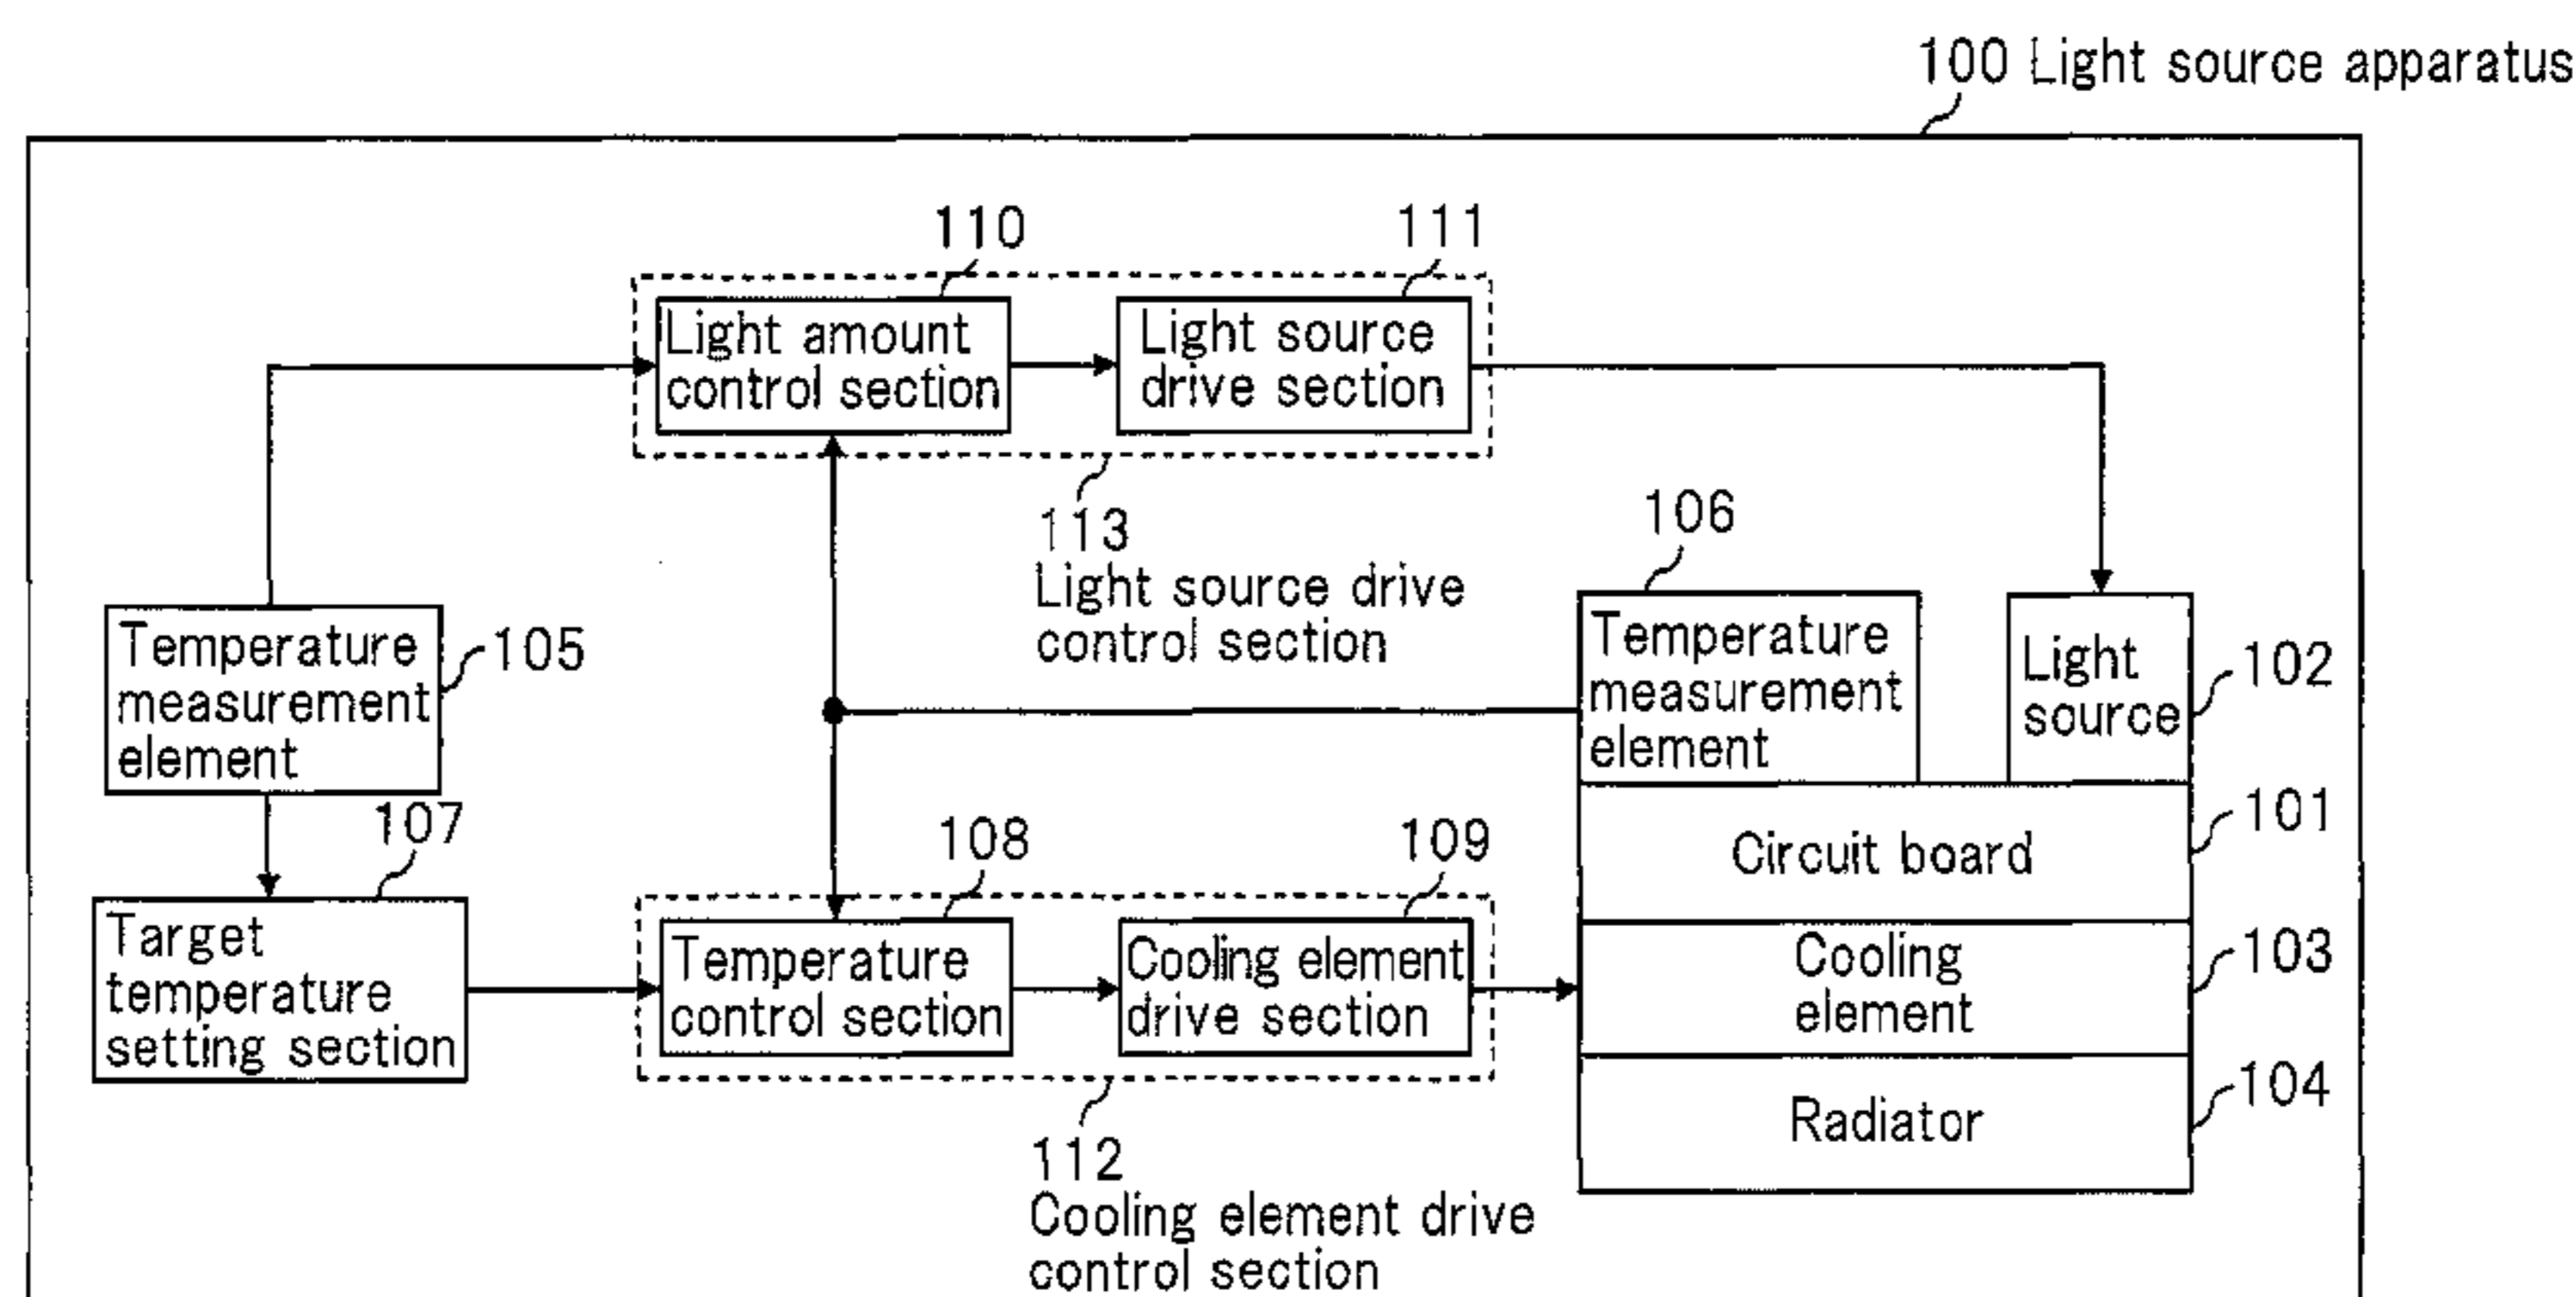 100 Light source apparatus
110
111
Light amount
control section
Light source
drive section
113
Light source drive
control section
106
Temperature
measurement
element
105
Temperature
measurement
element
Light
source
102
107
Target
temperature
setting section
108
Temperature
control section
109
Cooling element
drive section
Circuit board
101
Cooling
element
103
Radiator
104
112
Cooling element drive
control section